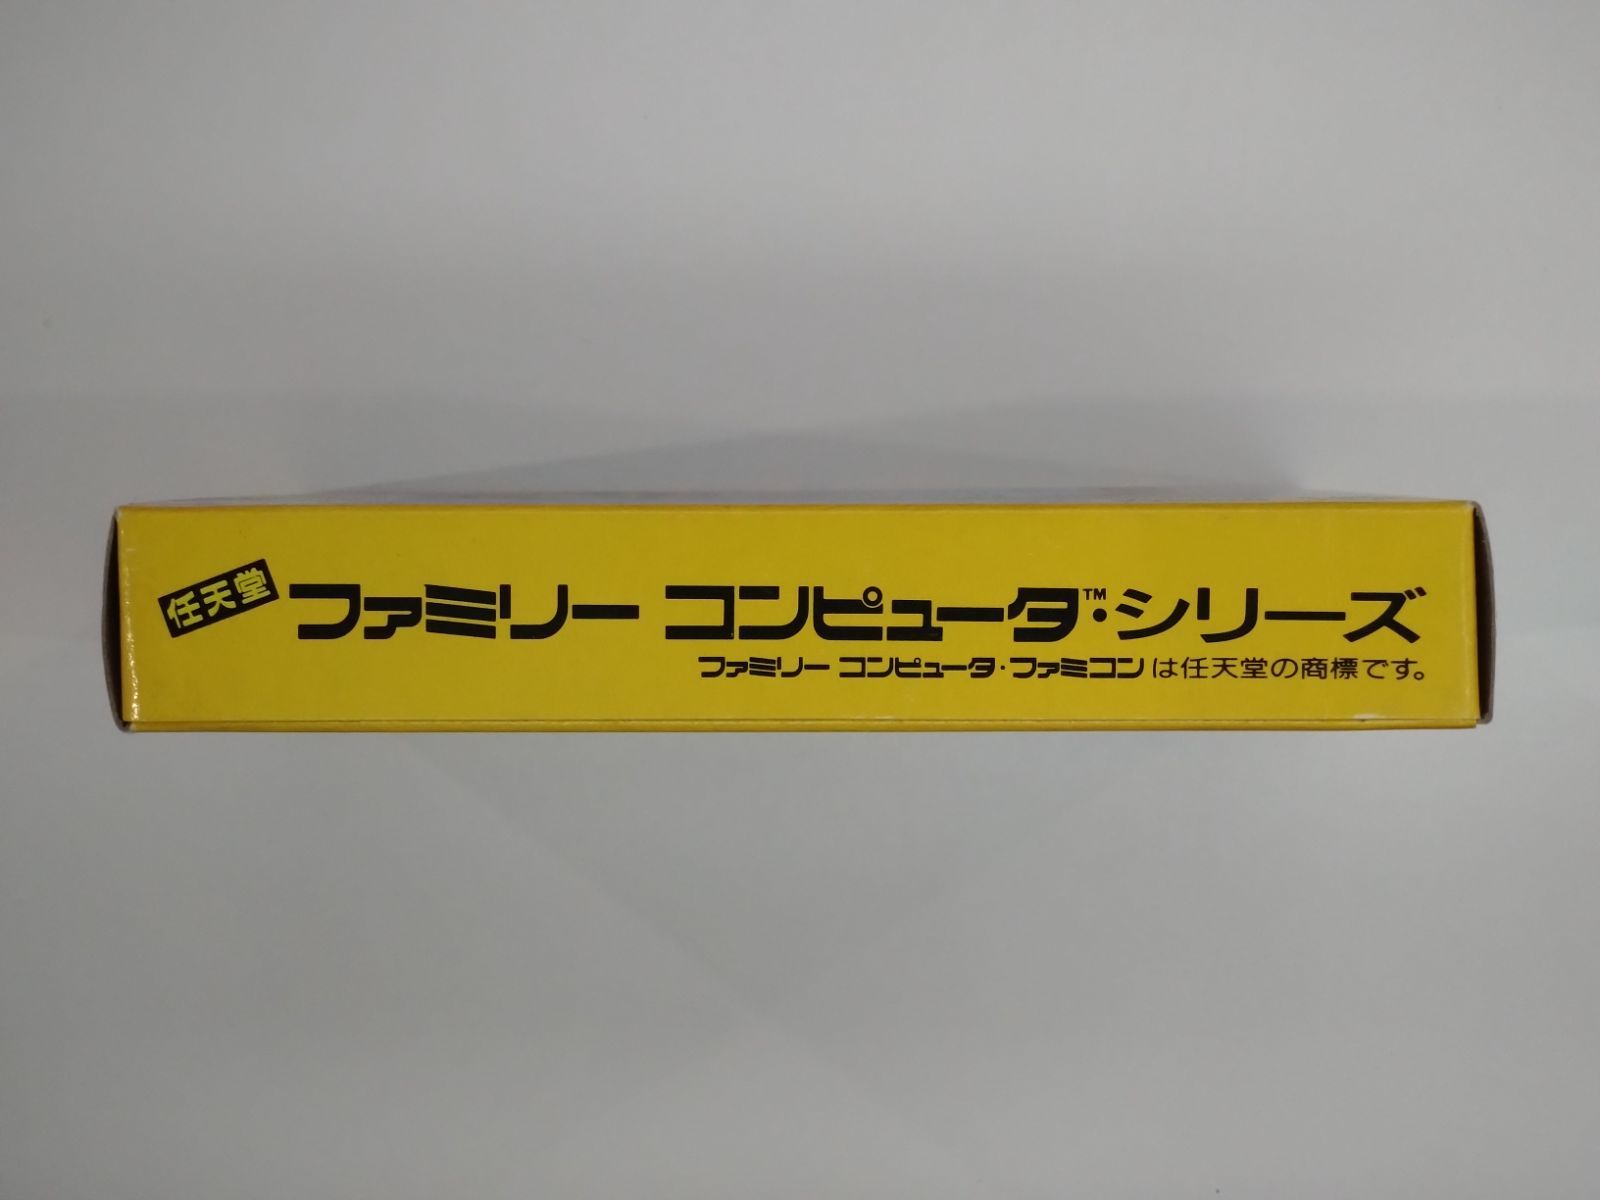 任天堂 ファミリー コンピュータ™・シリーズ
ファミリー コンピュータ・ファミコンは任天堂の商標です。